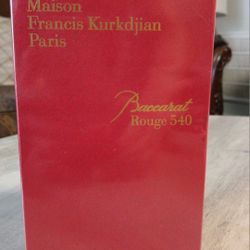 Maison
Francis Kurkdjian
Paris
Baccarat
Rouge 540